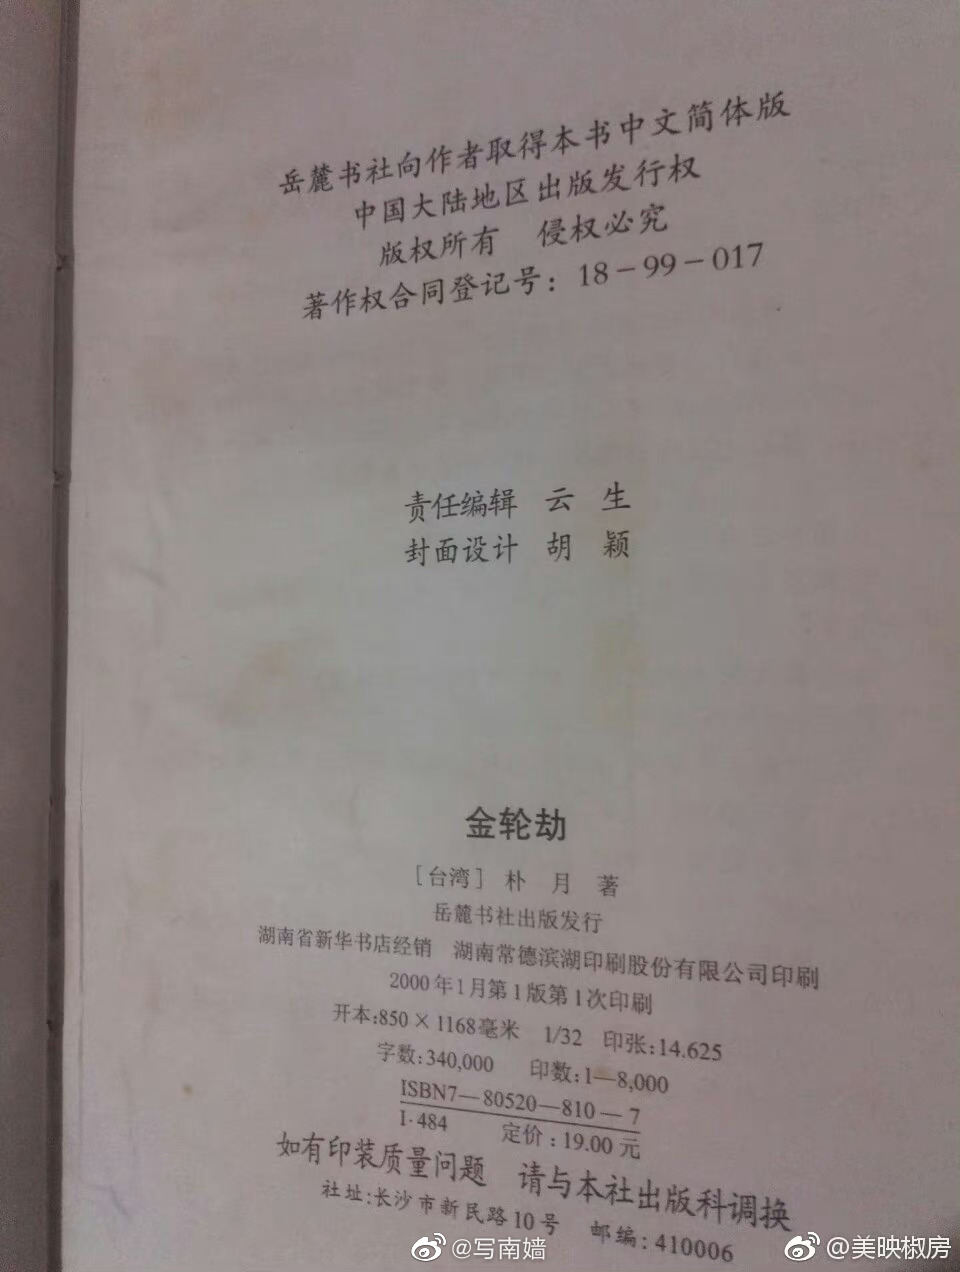 岳麓书社向作者取得本书中文简体版
中国大陆地区出版发行权
版权所有 侵权必究
著作权合同登记号：18－99－017
责任编辑 云 生
封面设计 胡 颖
金轮劫
［台湾］ 朴 月 著
岳麓书社出版发行
湖南省新华书店经销 湖南常德滨湖印刷股份有限公司印刷
2000年1月第1版第1次印刷
开本:850×1168毫米 1/32 印张:14.625
字数:340,000 印数:1—8,000
ISBN7—80520—810—7
I·484 定价:19.00元
如有印装质量问题 请与本社出版科调换
社址:长沙市新民路10号 邮编:410006
@写南嫱 @美映椒房